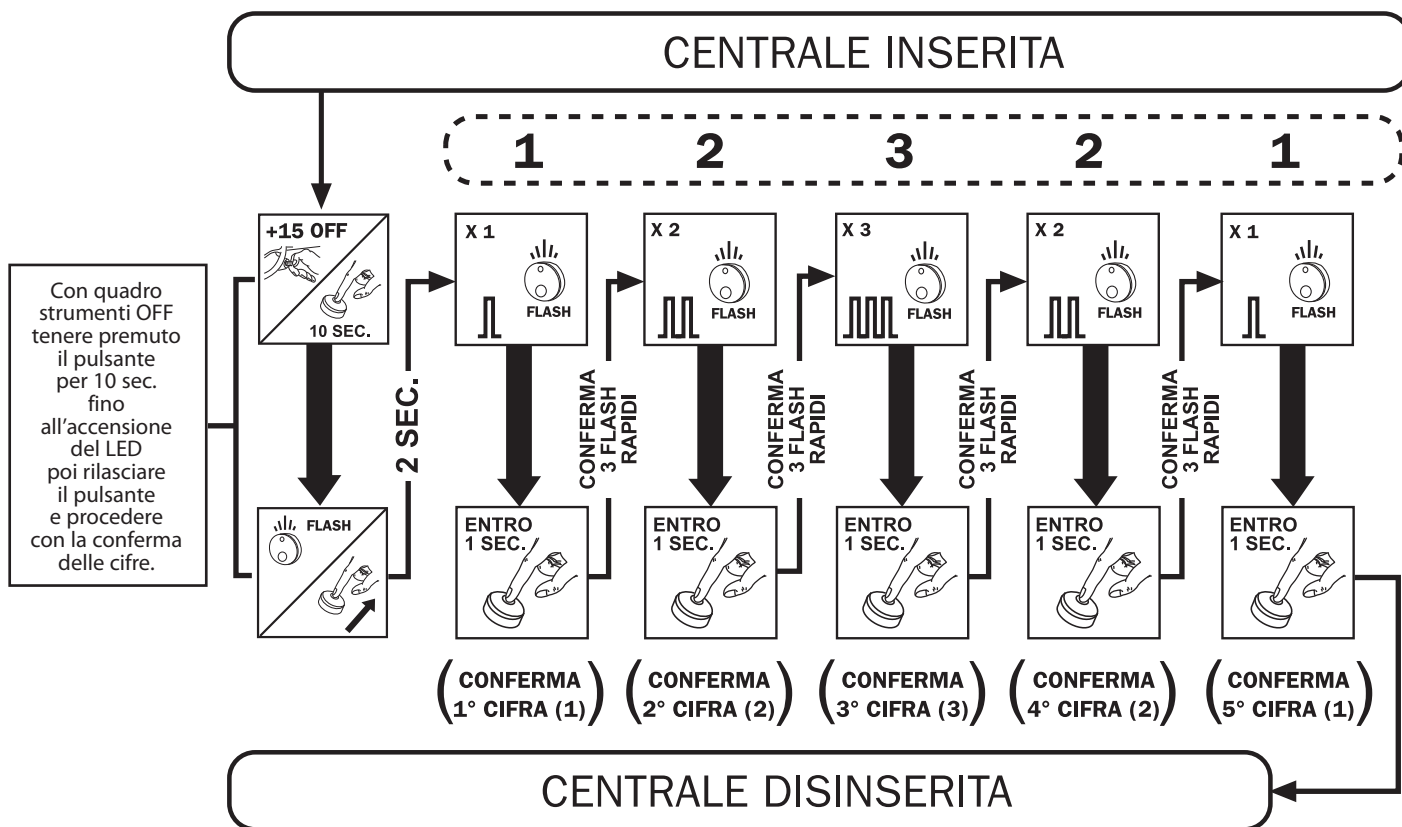 CENTRALE INSERITA
1 2 3 2 1
Con quadro
strumenti OFF
tenere premuto
il pulsante
per 10 sec.
fino
all'accensione
del LED
poi rilasciare
il pulsante
e procedere
con la conferma
delle cifre.
+15 OFF
10 SEC.
FLASH
2 SEC.
X 1
FLASH
ENTRO
1 SEC.
(CONFERMA
1° CIFRA (1))
CONFERMA
3 FLASH
RAPIDI
X 2
FLASH
ENTRO
1 SEC.
(CONFERMA
2° CIFRA (2))
CONFERMA
3 FLASH
RAPIDI
X 3
FLASH
ENTRO
1 SEC.
(CONFERMA
3° CIFRA (3))
CONFERMA
3 FLASH
RAPIDI
X 2
FLASH
ENTRO
1 SEC.
(CONFERMA
4° CIFRA (2))
CONFERMA
3 FLASH
RAPIDI
X 1
FLASH
ENTRO
1 SEC.
(CONFERMA
5° CIFRA (1))
CENTRALE DISINSERITA